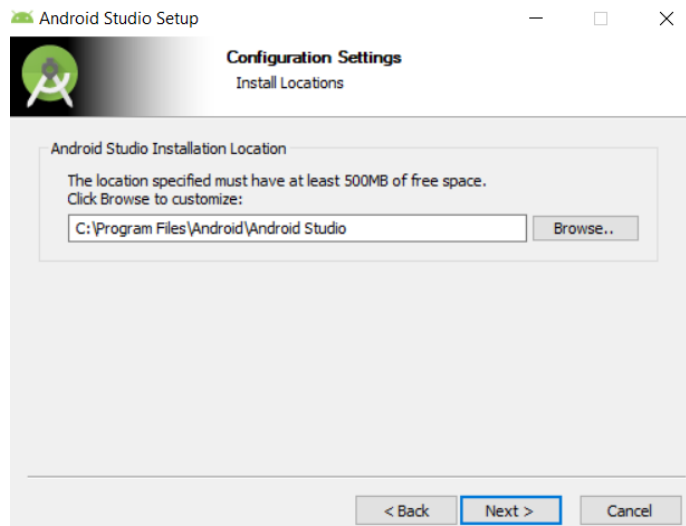 Android Studio Setup
Configuration Settings
Install Locations
Android Studio Installation Location
The location specified must have at least 500MB of free space.
Click Browse to customize:
C:\Program Files\Android\Android Studio
Browse..
< Back
Next >
Cancel